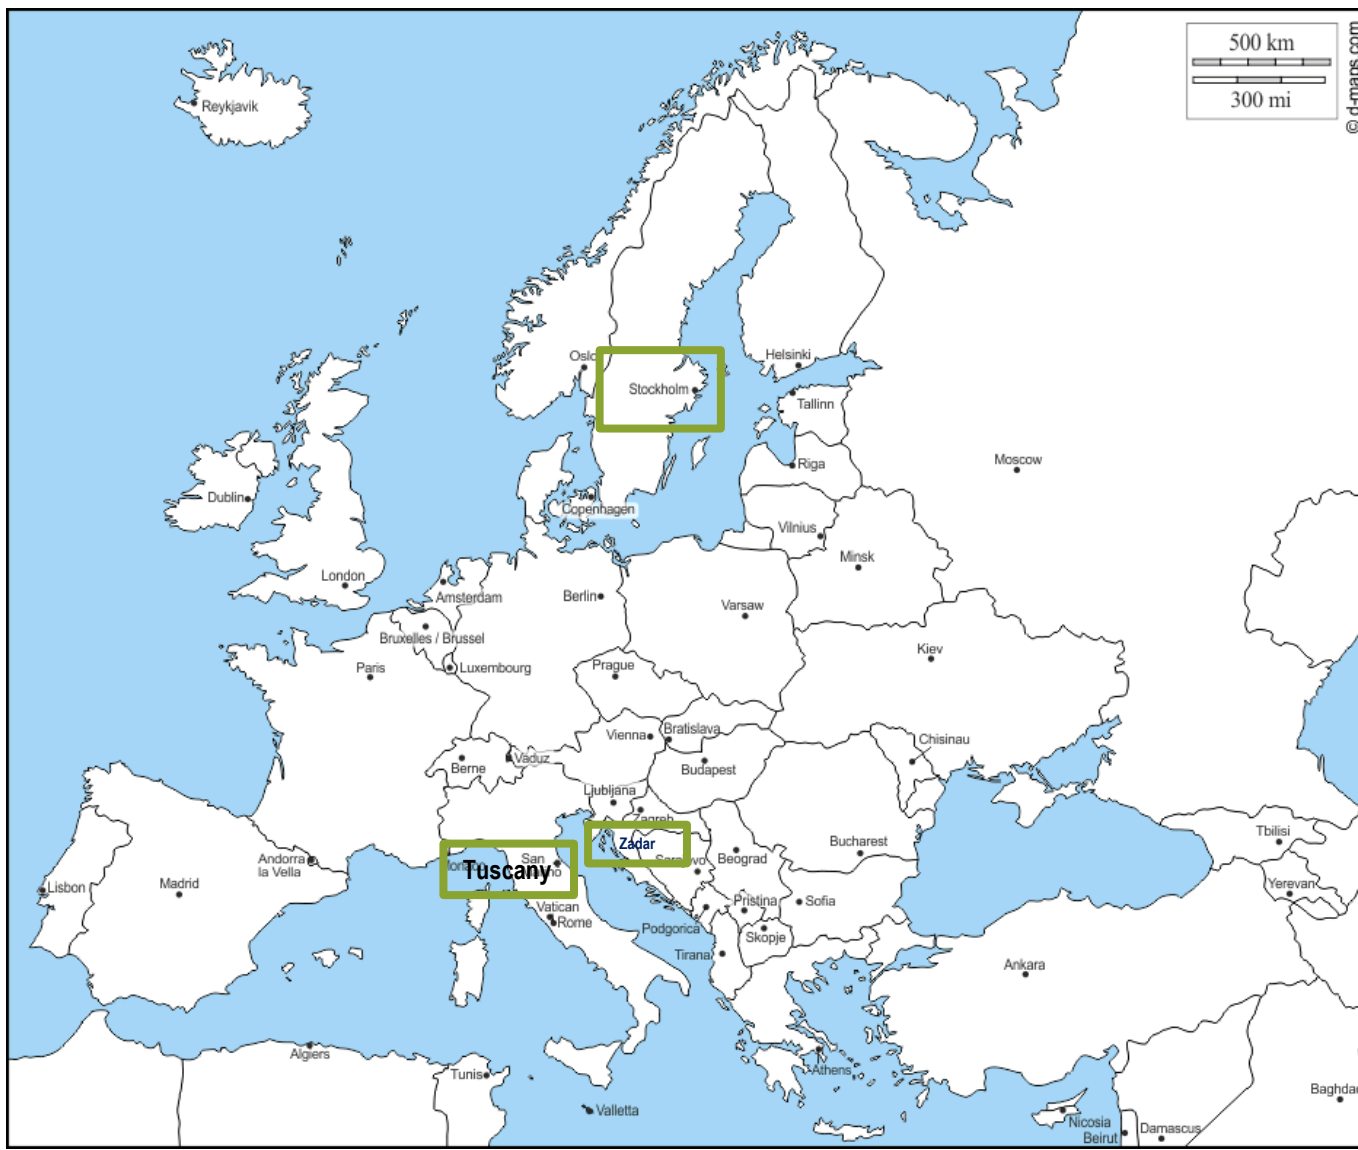 500 km
300 mi
© d-maps.com
Reykjavik
Oslo
Helsinki
Stockholm
Tallinn
Riga
Moscow
Dublin
Copenhagen
Vilnius
Minsk
London
Amsterdam
Berlin
Varsaw
Bruxelles / Brussel
Kiev
Paris
Luxembourg
Prague
Vienna
Bratislava
Chisinau
Berne
Vaduz
Budapest
Ljubljana
Zagreb
Zadar
Bucharest
Tbilisi
Andorra
la Vella
Monaco
Tuscany
San
Sarajevo
Beograd
Lisbon
Madrid
Yerevan
Vatican
Rome
Pristina
Sofia
Podgorica
Skopje
Tirana
Ankara
Algiers
Tunis
Athens
Valletta
Nicosia
Beirut
Damascus
Baghdad